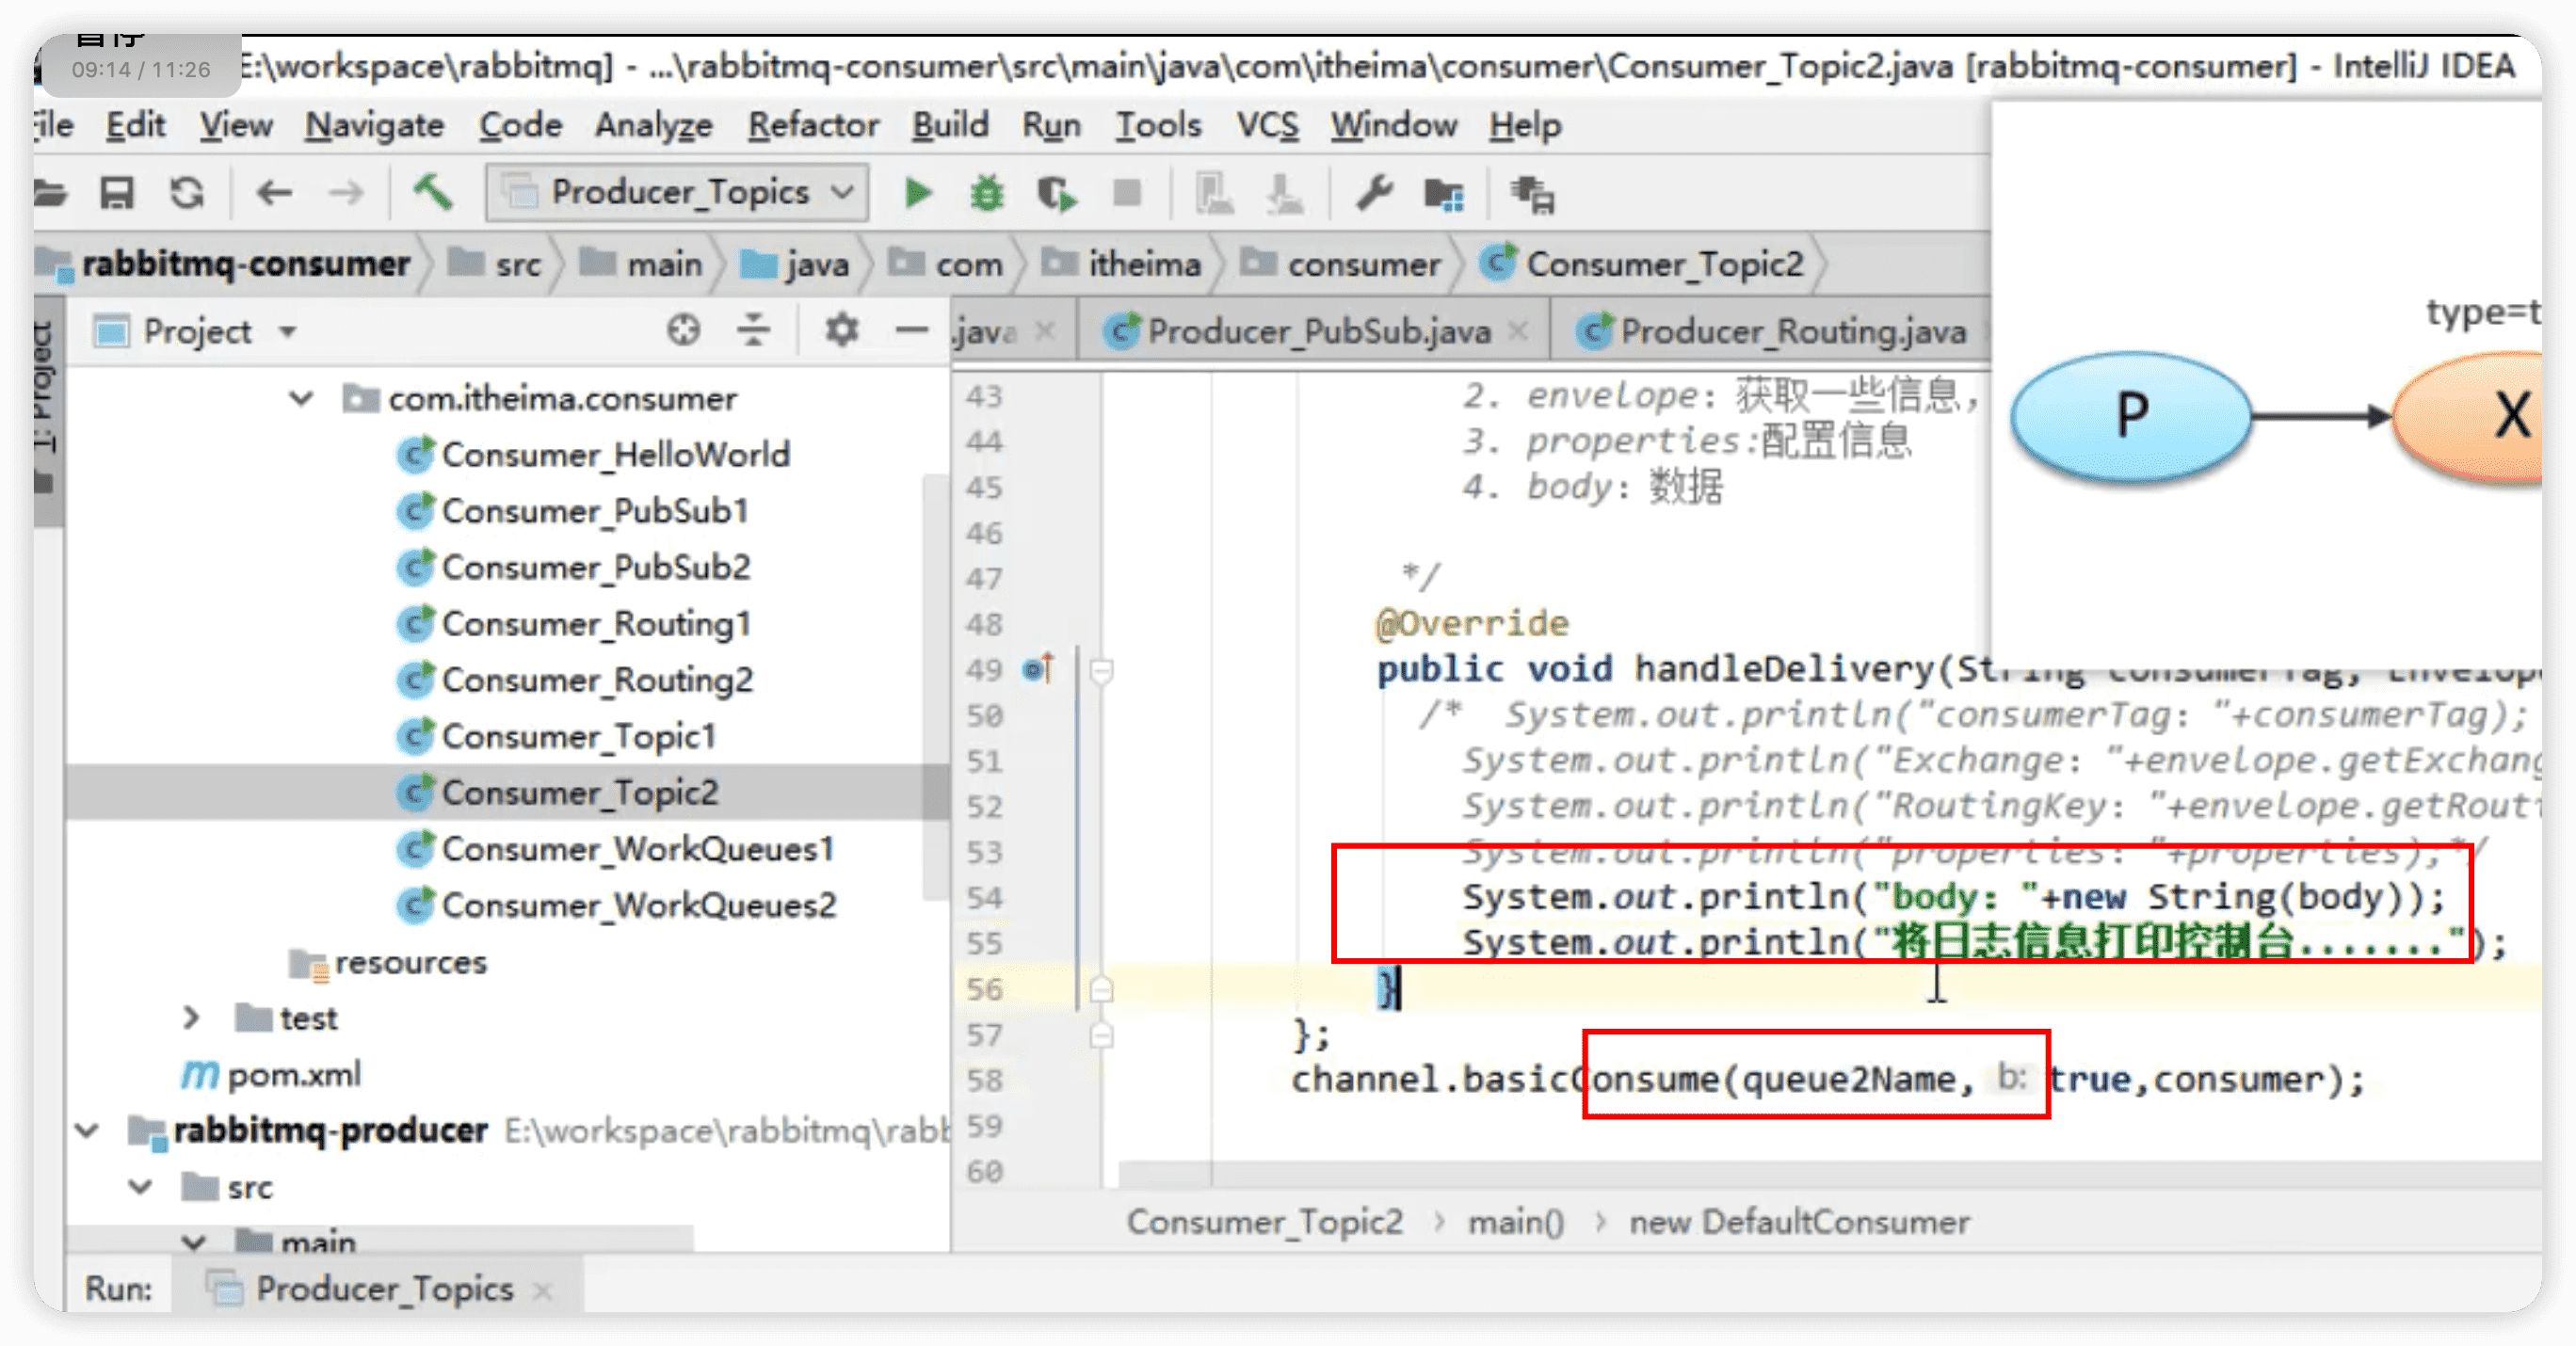 暂停
09:14 / 11:26
E:\workspace\rabbitmq] - ...\rabbitmq-consumer\src\main\java\com\itheima\consumer\Consumer_Topic2.java [rabbitmq-consumer] - IntelliJ IDEA
File Edit View Navigate Code Analyze Refactor Build Run Tools VCS Window Help
Producer_Topics
rabbitmq-consumer src main java com itheima consumer Consumer_Topic2
1: Project
Project
.java Producer_PubSub.java Producer_Routing.java
com.itheima.consumer
Consumer_HelloWorld
Consumer_PubSub1
Consumer_PubSub2
Consumer_Routing1
Consumer_Routing2
Consumer_Topic1
Consumer_Topic2
Consumer_WorkQueues1
Consumer_WorkQueues2
resources
test
pom.xml
rabbitmq-producer E:\workspace\rabbitmq\rabb
src
main
43 2. envelope: 获取一些信息,
44 3. properties:配置信息
45 4. body: 数据
46
47 */
48 @Override
49 public void handleDelivery(String consumerTag, Envelop
50 /* System.out.println("consumerTag: "+consumerTag);
51 System.out.println("Exchange: "+envelope.getExchang
52 System.out.println("RoutingKey: "+envelope.getRouti
53 System.out.println("properties: "+properties);*/
54 System.out.println("body: "+new String(body));
55 System.out.println("将日志信息打印控制台.......");
56 }
57 };
58 channel.basicConsume(queue2Name, b: true,consumer);
59
60
type=t
P
X
Consumer_Topic2 › main() › new DefaultConsumer
Run: Producer_Topics